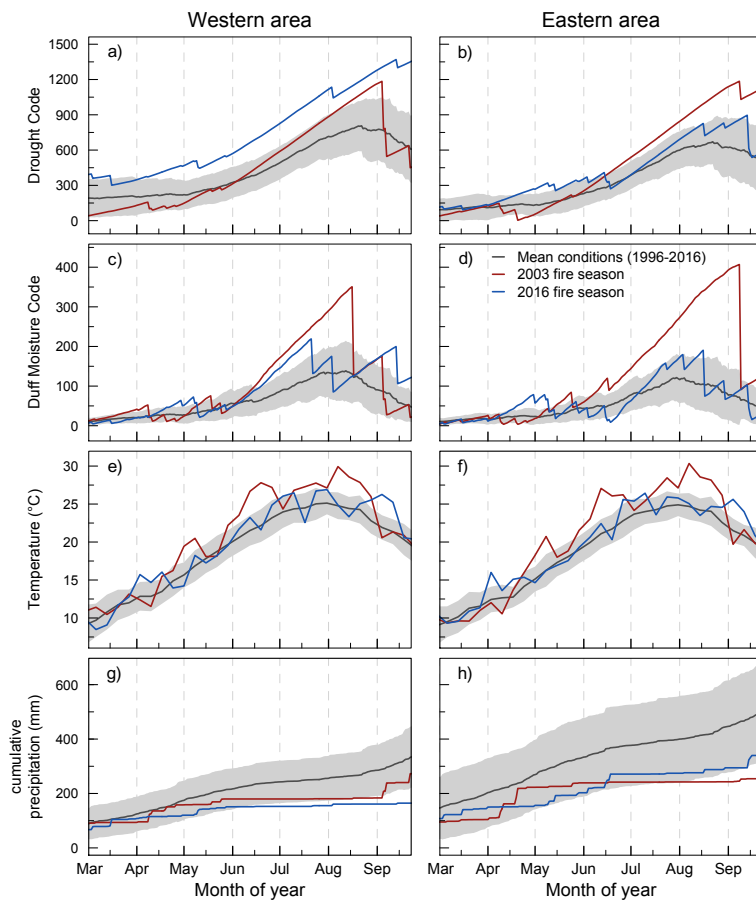 Western area
Eastern area
a)
b)
Drought Code
1500
1200
900
600
300
0
c)
d)
Mean conditions (1996-2016)
2003 fire season
2016 fire season
Duff Moisture Code
400
300
200
100
0
e)
f)
Temperature (°C)
30
25
20
15
10
g)
h)
cumulative
precipitation (mm)
600
400
200
0
Mar Apr May Jun Jul Aug Sep
Mar Apr May Jun Jul Aug Sep
Month of year
Month of year